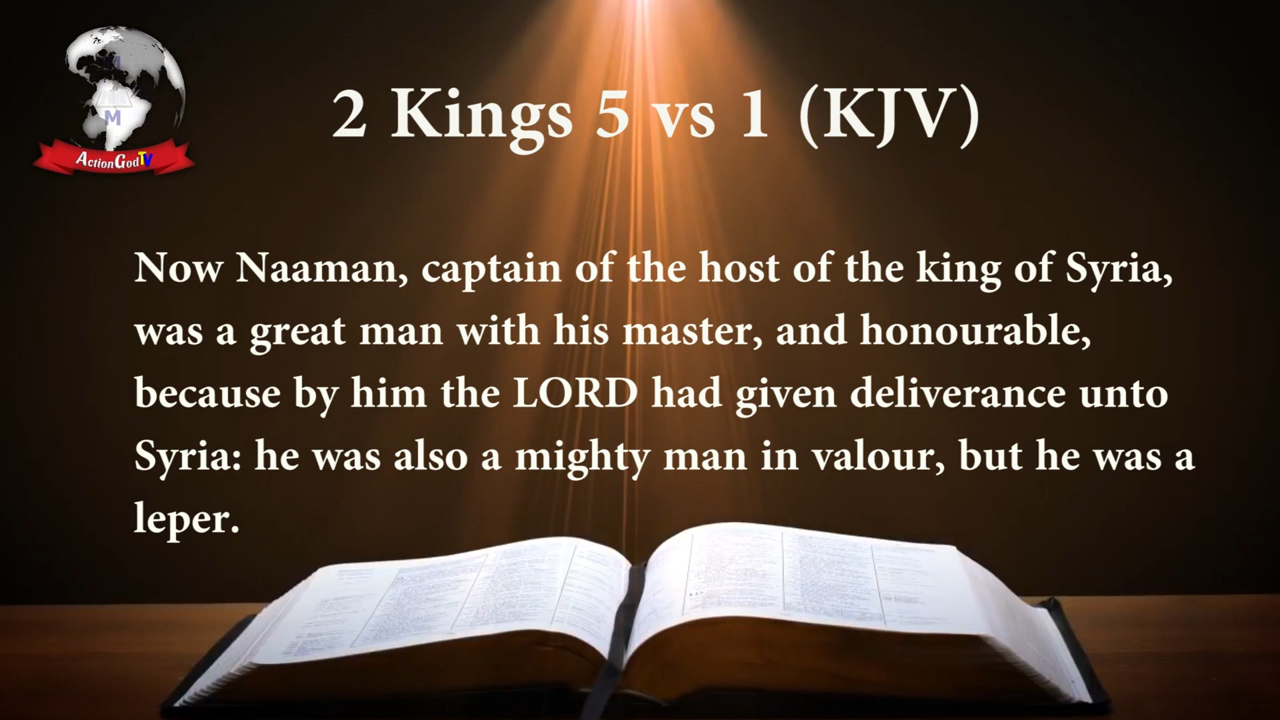 2 Kings 5 vs 1 (KJV)
M
ActionGodTV
Now Naaman, captain of the host of the king of Syria,
was a great man with his master, and honourable,
because by him the LORD had given deliverance unto
Syria: he was also a mighty man in valour, but he was a
leper.